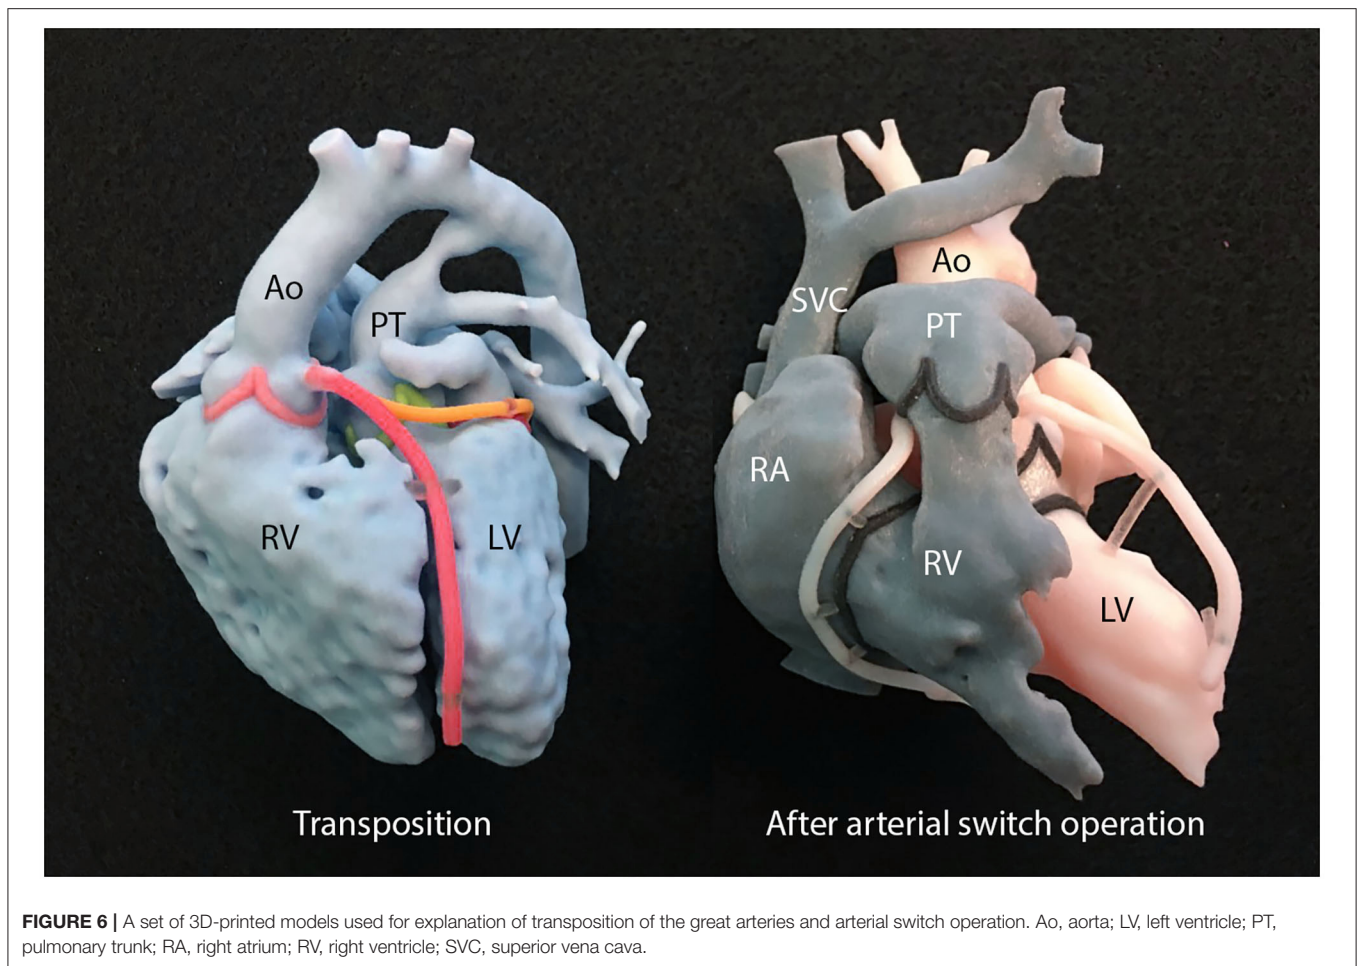 Ao
PT
RV
LV
Transposition
SVC
Ao
PT
RA
RV
LV
After arterial switch operation
FIGURE 6 | A set of 3D-printed models used for explanation of transposition of the great arteries and arterial switch operation. Ao, aorta; LV, left ventricle; PT,
pulmonary trunk; RA, right atrium; RV, right ventricle; SVC, superior vena cava.